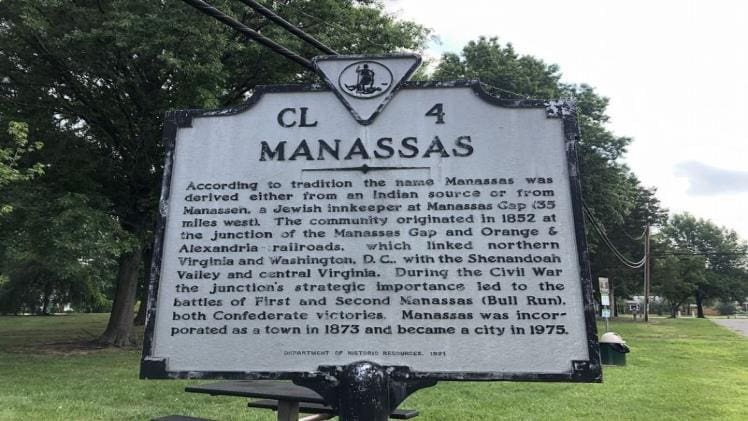 CL 4
MANASSAS
According to tradition the name Manassas was
derived either from an Indian source or from
Manassen, a Jewish innkeeper at Manassas Gap (35
miles west). The community originated in 1852 at
the junction of the Manassas Gap and Orange &
Alexandria railroads, which linked northern
Virginia and Washington, D.C., with the Shenandoah
Valley and central Virginia. During the Civil War
the junction's strategic importance led to the
battles of First and Second Manassas (Bull Run),
both Confederate victories. Manassas was incor-
porated as a town in 1873 and became a city in 1975.
DEPARTMENT OF HISTORIC RESOURCES, 1921